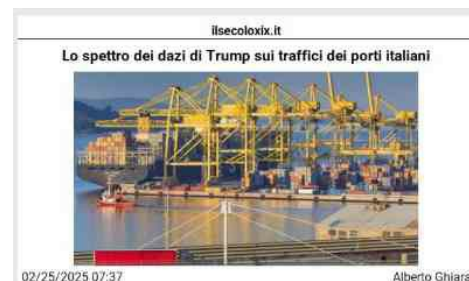 ilsecoloxix.it
Lo spettro dei dazi di Trump sui traffici dei porti italiani
02/25/2025 07:37
Alberto Ghiara